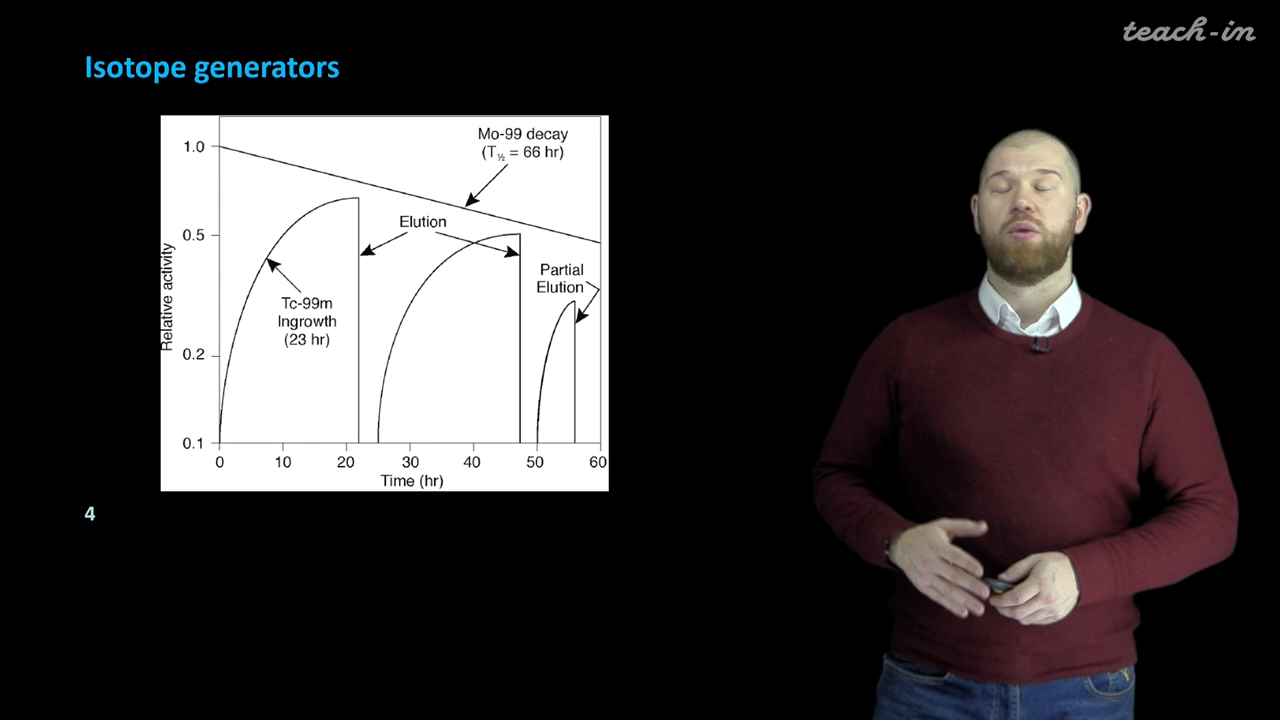 teach-in
Isotope generators
Mo-99 decay
(T½ = 66 hr)
1.0
Elution
0.5
Partial
Elution
Relative activity
Tc-99m
Ingrowth
(23 hr)
0.2
0.1
0 10 20 30 40 50 60
Time (hr)
4